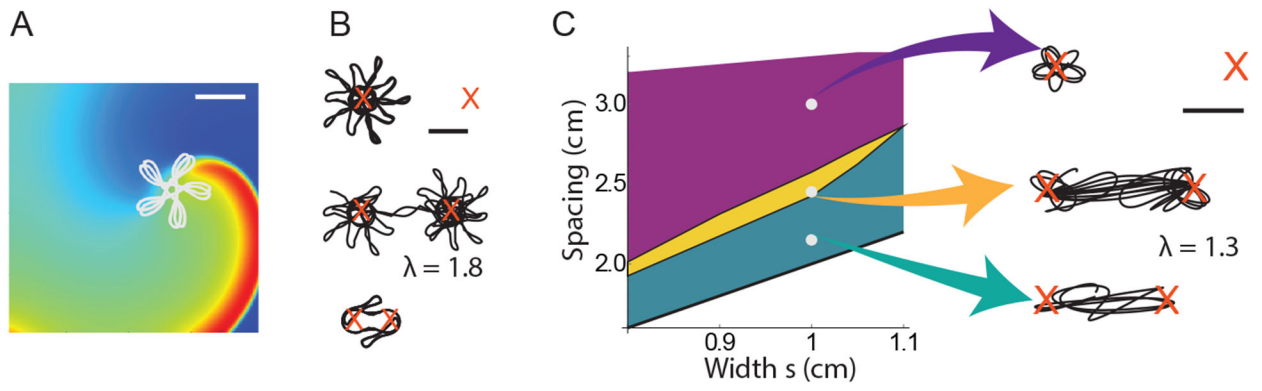 A
B
C
X
X
X
X
λ = 1.8
X
X
Spacing (cm)
3.0
2.5
2.0
0.9
1
1.1
Width s (cm)
X
X
X
X
λ = 1.3
X
X